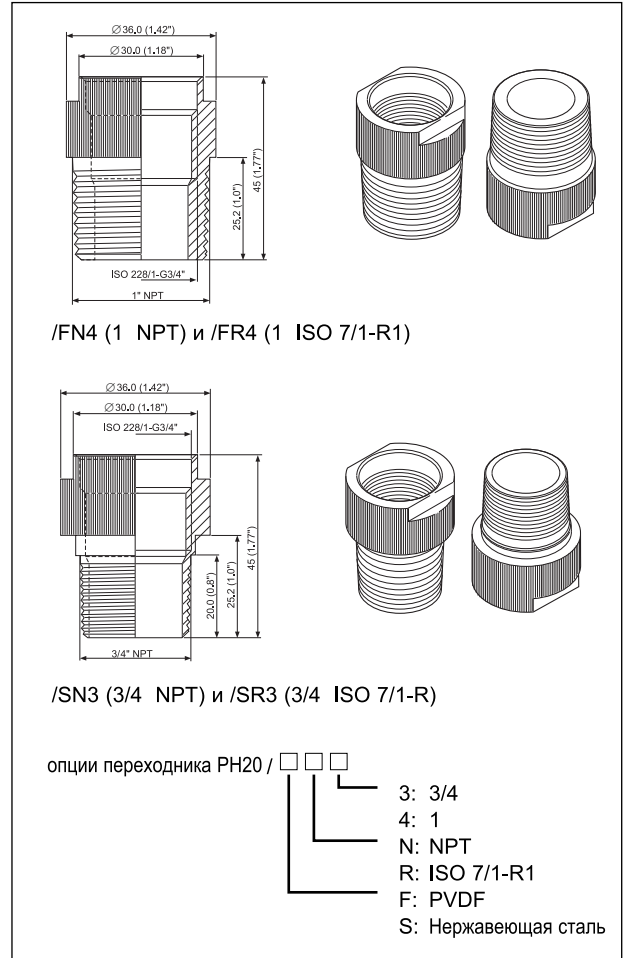 Ø36.0 (1.42")
Ø30.0 (1.18")
45 (1.77")
25.2 (1.0")
ISO 228/1-G3/4"
1" NPT
/FN4 (1 NPT) и /FR4 (1 ISO 7/1-R1)
Ø36.0 (1.42")
Ø30.0 (1.18")
ISO 228/1-G3/4"
45 (1.77")
25.2 (1.0")
20.0 (0.8")
3/4" NPT
/SN3 (3/4 NPT) и /SR3 (3/4 ISO 7/1-R)
опции переходника PH20 /
3: 3/4
4: 1
N: NPT
R: ISO 7/1-R1
F: PVDF
S: Нержавеющая сталь